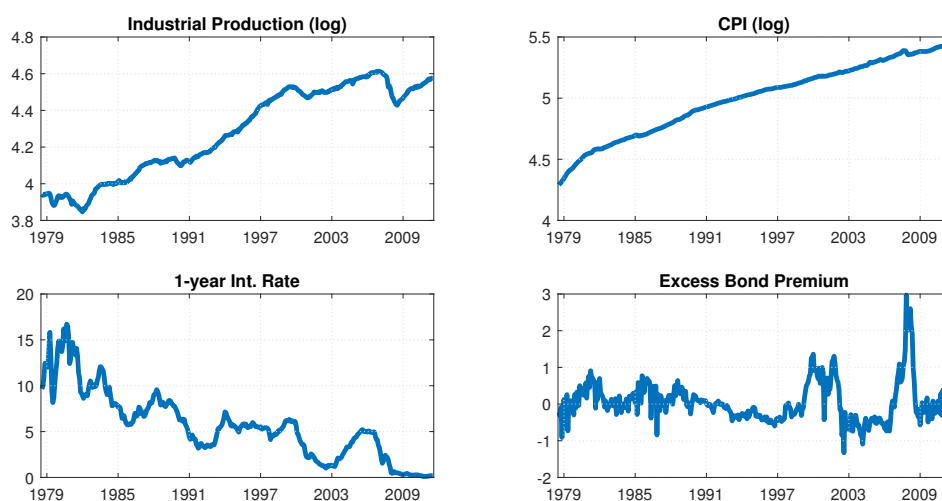 Industrial Production (log)
4.8
4.6
4.4
4.2
4
3.8
1979 1985 1991 1997 2003 2009
CPI (log)
5.5
5
4.5
4
1979 1985 1991 1997 2003 2009
1-year Int. Rate
20
15
10
5
0
1979 1985 1991 1997 2003 2009
Excess Bond Premium
3
2
1
0
-1
-2
1979 1985 1991 1997 2003 2009